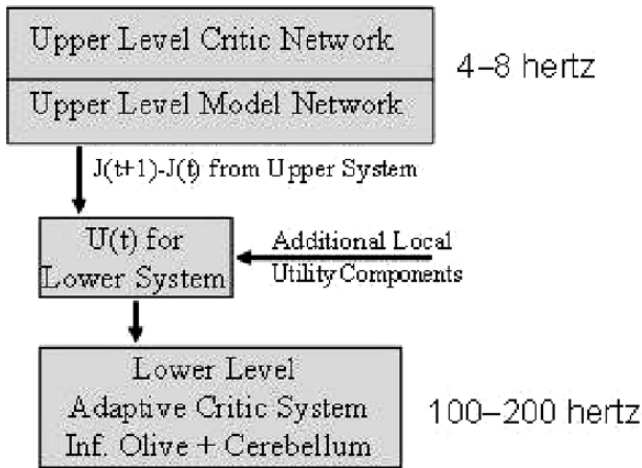 Upper Level Critic Network
4–8 hertz
Upper Level Model Network
J(t+1)-J(t) from Upper System
U(t) for
Lower System
Additional Local
Utility Components
Lower Level
Adaptive Critic System
Inf. Olive + Cerebellum
100–200 hertz